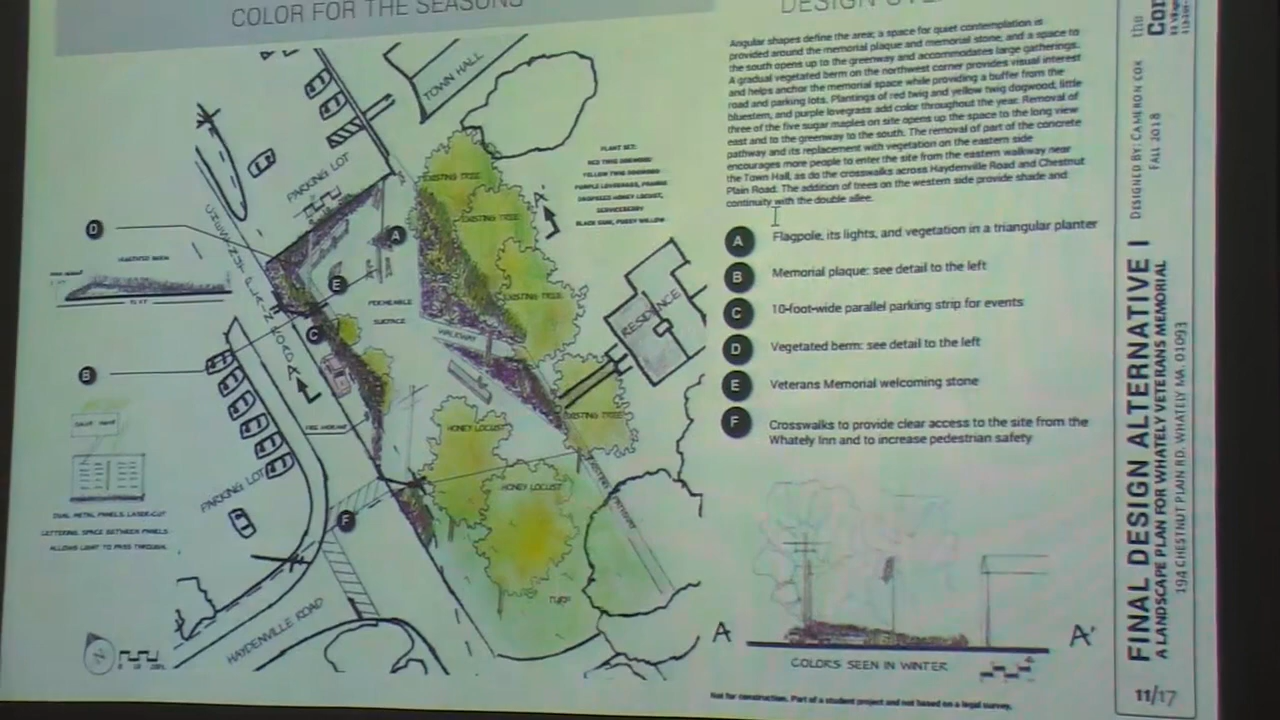 COLOR FOR THE SEASONS
Angular shapes define the area; a space for quiet contemplation is
provided around the memorial plaque and memorial stone, and a space to
the south opens up to the greenway and accommodates large gatherings.
A gradual vegetated berm on the northwest corner provides visual interest
and helps anchor the memorial space while providing a buffer from the
road and parking lots. Plantings of red twig and yellow twig dogwood, little
bluestem, and purple lovegrass add color throughout the year. Removal of
three of the five sugar maples on site opens up the space to the long view
east and to the greenway to the south. The removal of part of the concrete
pathway and its replacement with vegetation on the eastern side
encourages more people to enter the site from the eastern walkway near
the Town Hall, as do the crosswalks across Haydenville Road and Chestnut
Plain Road. The addition of trees on the western side provide shade and
continuity with the double allee.
A Flagpole, its lights, and vegetation in a triangular planter
B Memorial plaque: see detail to the left
C 10-foot-wide parallel parking strip for events
D Vegetated berm: see detail to the left
E Veterans Memorial welcoming stone
F Crosswalks to provide clear access to the site from the
Whately Inn and to increase pedestrian safety
TOWN HALL
PARKING LOT
EXISTING TREE
EXISTING TREE
EXISTING TREE
EXISTING TREE
RESIDENCE
A'
A
D
E
C
B
F
PERMEABLE
SURFACE
WALKWAY
HONEY LOCUST
HONEY LOCUST
TURF
PARKING LOT
HAYDENVILLE ROAD
DUAL METAL PANELS. LASER-CUT
LETTERING. SPACE BETWEEN PANELS
ALLOWS LIGHT TO PASS THROUGH.
A
A'
COLORS SEEN IN WINTER
Not for construction. Part of a student project and not based on a legal survey.
FINAL DESIGN ALTERNATIVE I
A LANDSCAPE PLAN FOR WHATELY VETERANS MEMORIAL
194 CHESTNUT PLAIN RD. WHATELY MA. 01093
DESIGNED BY: CAMERON COX
FALL 2018
the
11/17